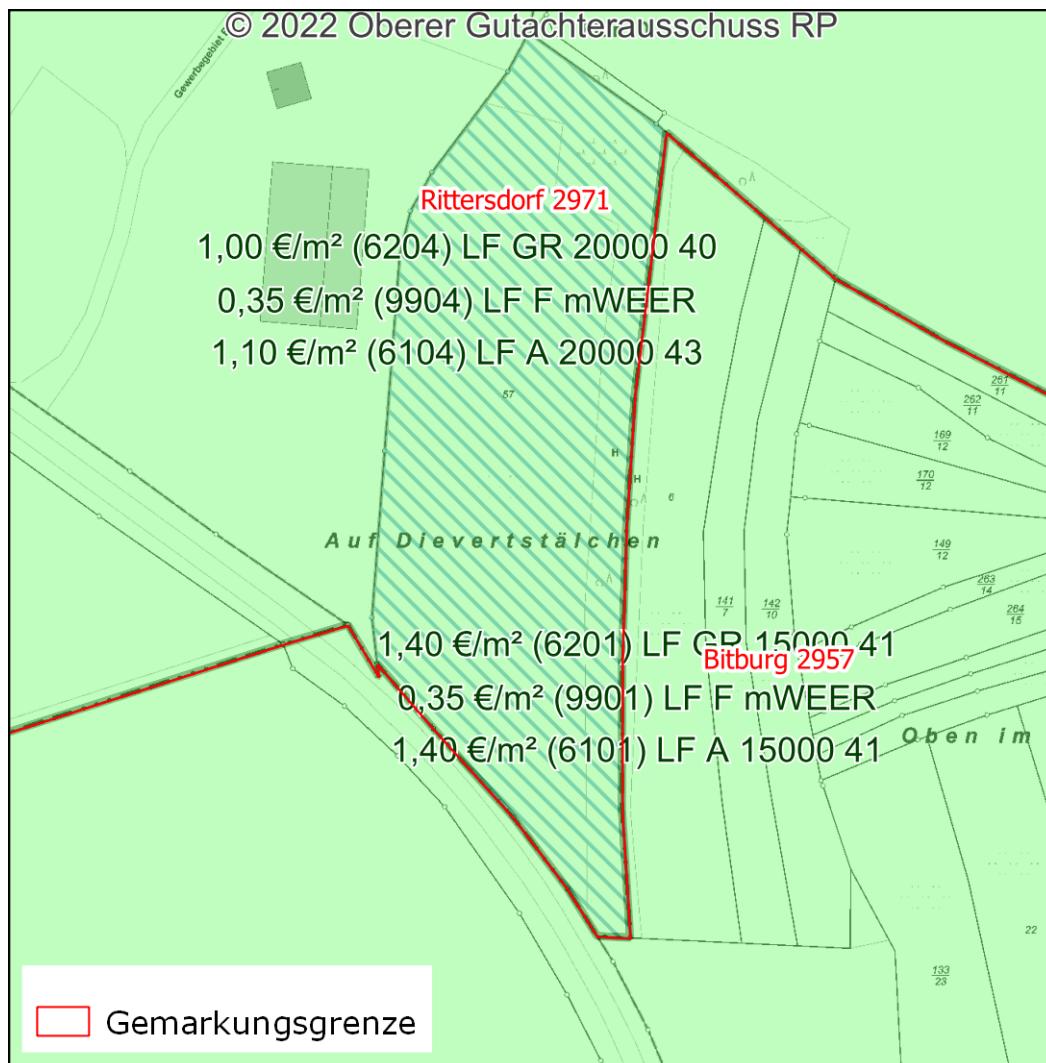 © 2022 Oberer Gutachterausschuss RP
Rittersdorf 2971
1,00 €/m² (6204) LF GR 20000 40
0,35 €/m² (9904) LF F mWEER
1,10 €/m² (6104) LF A 20000 43
57
261
11
262
11
169
12
170
12
H
H
6
Auf Dievertstälchen
149
12
263
14
264
15
141
7
142
10
1,40 €/m² (6201) LF GR 15000 41
Bitburg 2957
0,35 €/m² (9901) LF F mWEER
1,40 €/m² (6101) LF A 15000 41
Oben im
22
133
23
Gemarkungsgrenze